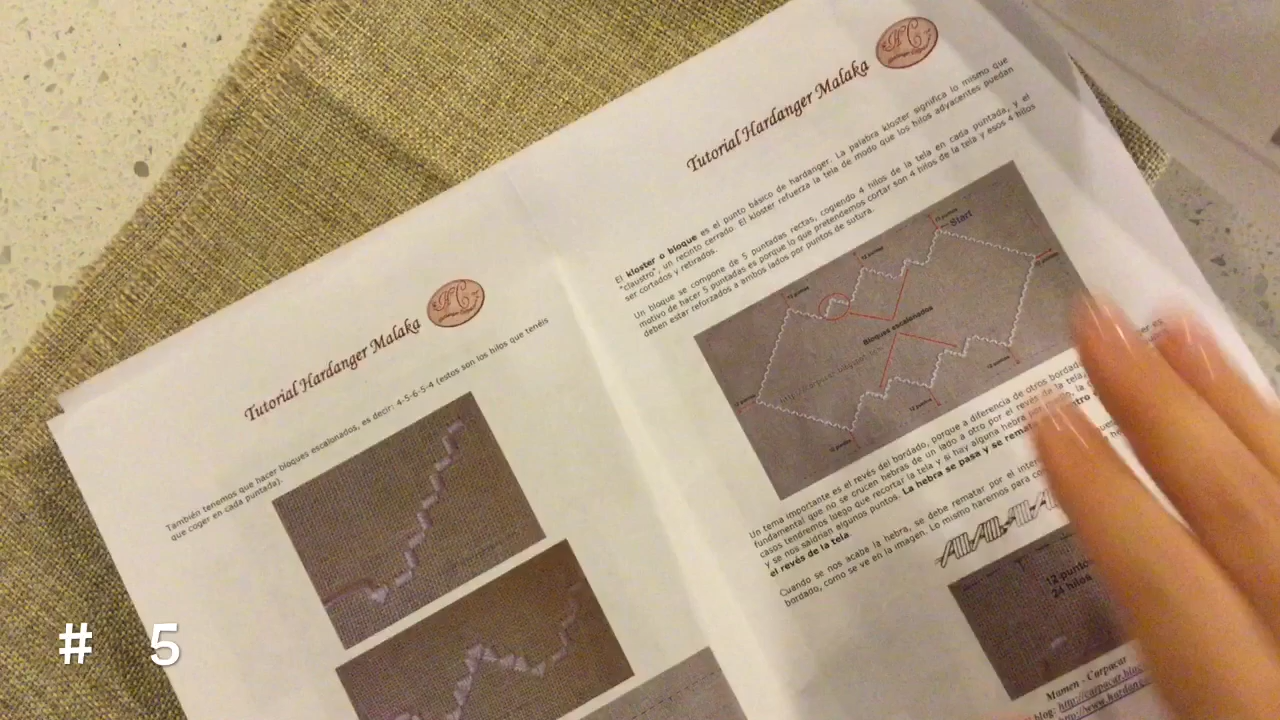 Tutorial Hardanger Malaka
También tenemos que hacer bloques escalonados, es decir: 4-5-6-5-4 (estos son los hilos que tenéis
que coger en cada puntada).
Tutorial Hardanger Malaka
El kloster o bloque es el punto básico de hardanger. La palabra kloster significa lo mismo que
"claustro", un recinto cerrado. El kloster refuerza la tela de modo que los hilos adyacentes puedan
ser cortados y retirados.
Un bloque se compone de 5 puntadas rectas, cogiendo 4 hilos de la tela en cada puntada, y el
motivo de hacer 5 puntadas es porque lo que pretendemos cortar son 4 hilos de la tela y esos 4 hilos
deben estar reforzados a ambos lados por puntos de sutura.
Start
Bloques escalonados
Un tema importante es el revés del bordado, porque a diferencia de otros
fundamental que no se crucen hebras de un lado a otro por el revés de la tela,
casos tendremos luego que recortar la tela y si hay alguna hebra por
y se nos saldrían algunos puntos. La hebra se pasa y se remata
el revés de la tela.
Cuando se nos acaba la hebra, se debe rematar por el
bordado, como se ve en la imagen. Lo mismo haremos para
24 hilos
Mamen - Carpacar
blog:
# 5